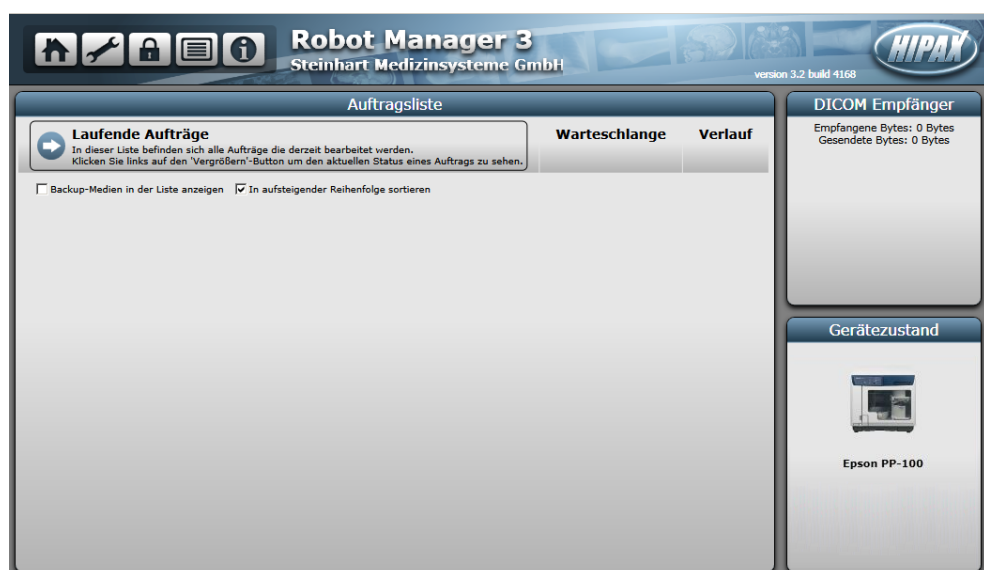 Robot Manager 3
Steinhart Medizinsysteme GmbH
version 3.2 build 4168
HIPAX
Auftragsliste
Laufende Aufträge
In dieser Liste befinden sich alle Aufträge die derzeit bearbeitet werden.
Klicken Sie links auf den 'Vergrößern'-Button um den aktuellen Status eines Auftrags zu sehen.
Warteschlange
Verlauf
Backup-Medien in der Liste anzeigen
In aufsteigender Reihenfolge sortieren
DICOM Empfänger
Empfangene Bytes: 0 Bytes
Gesendete Bytes: 0 Bytes
Gerätezustand
Epson PP-100